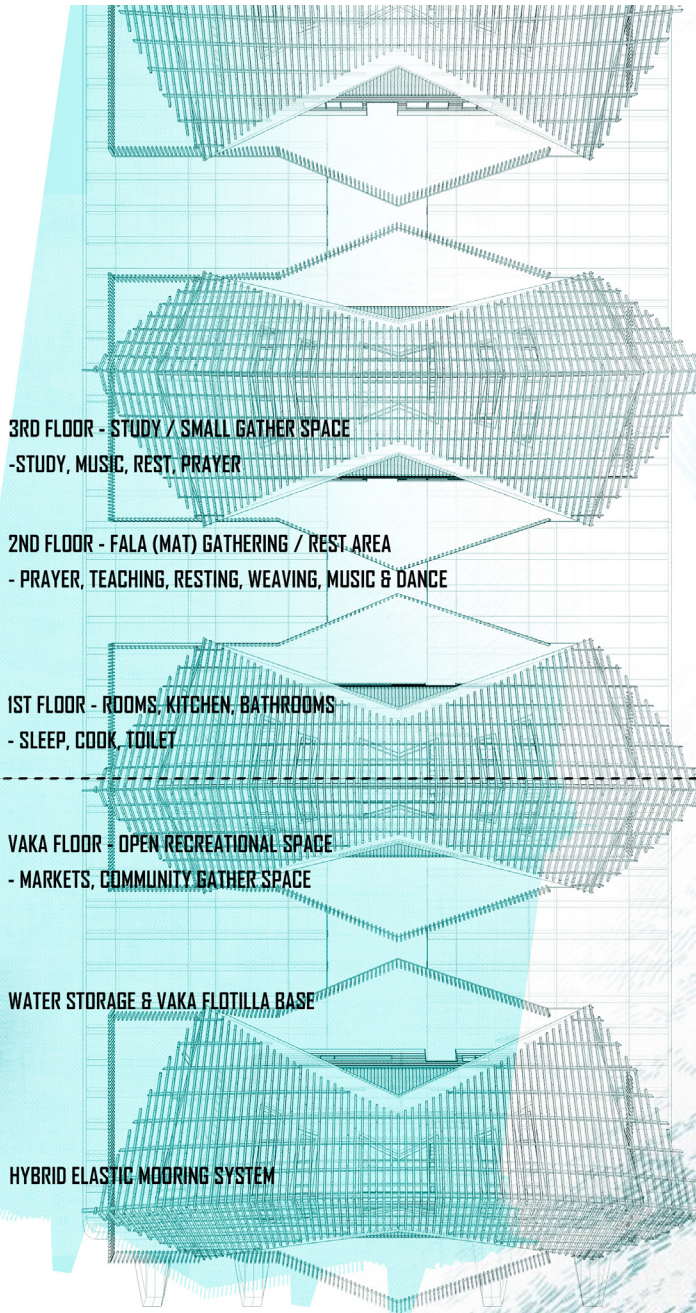 3RD FLOOR - STUDY / SMALL GATHER SPACE
-STUDY, MUSIC, REST, PRAYER
2ND FLOOR - FALA (MAT) GATHERING / REST AREA
- PRAYER, TEACHING, RESTING, WEAVING, MUSIC & DANCE
1ST FLOOR - ROOMS, KITCHEN, BATHROOMS
- SLEEP, COOK, TOILET
VAKA FLOOR - OPEN RECREATIONAL SPACE
- MARKETS, COMMUNITY GATHER SPACE
WATER STORAGE & VAKA FLOTILLA BASE
HYBRID ELASTIC MOORING SYSTEM